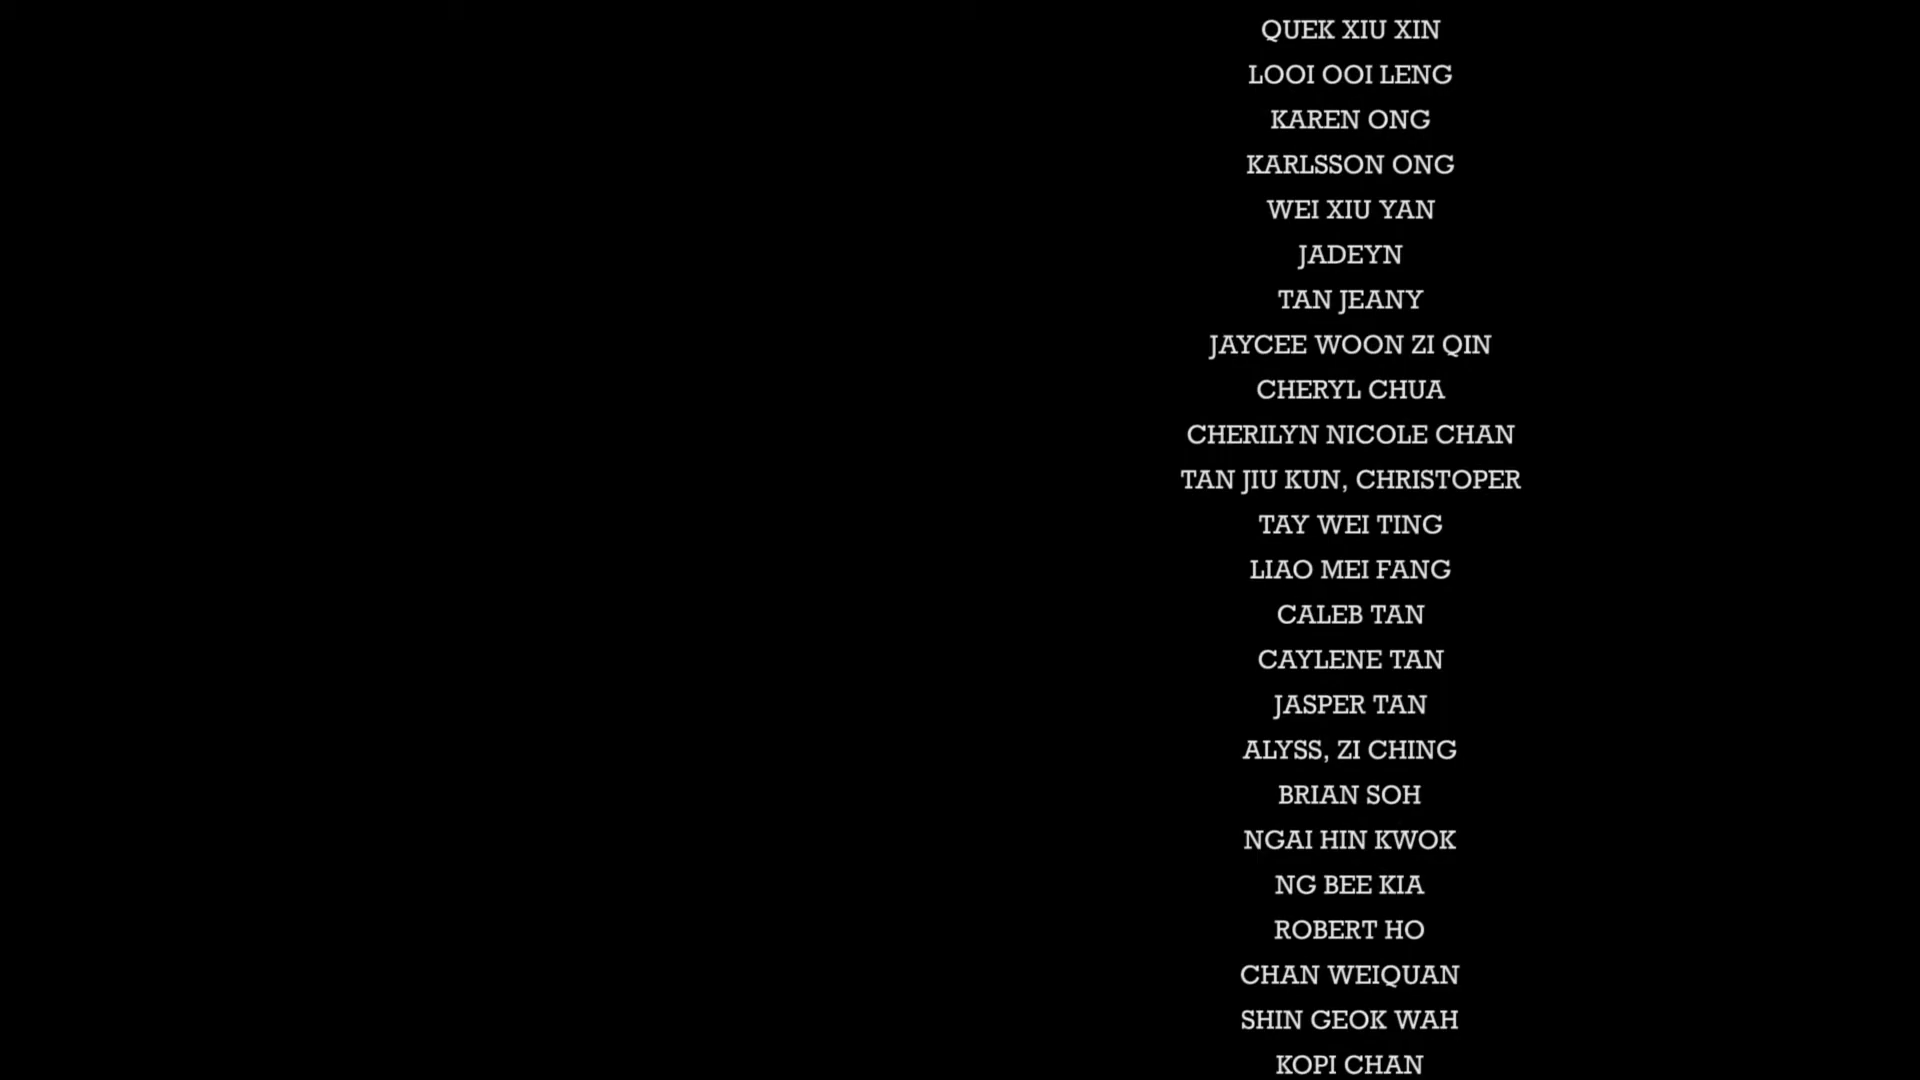 QUEK XIU XIN
LOOI OOI LENG
KAREN ONG
KARLSSON ONG
WEI XIU YAN
JADEYN
TAN JEANY
JAYCEE WOON ZI QIN
CHERYL CHUA
CHERILYN NICOLE CHAN
TAN JIU KUN, CHRISTOPER
TAY WEI TING
LIAO MEI FANG
CALEB TAN
CAYLENE TAN
JASPER TAN
ALYSS, ZI CHING
BRIAN SOH
NGAI HIN KWOK
NG BEE KIA
ROBERT HO
CHAN WEIQUAN
SHIN GEOK WAH
KOPI CHAN